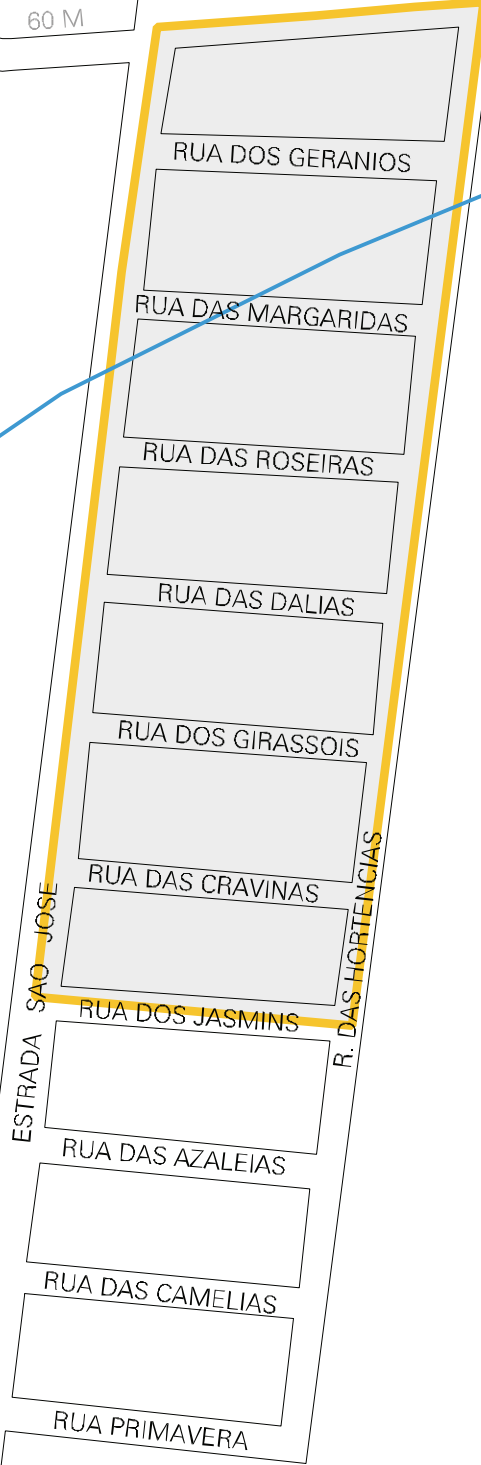 60 M
RUA DOS GERANIOS
RUA DAS MARGARIDAS
RUA DAS ROSEIRAS
RUA DAS DALIAS
RUA DOS GIRASSOIS
RUA DAS CRAVINAS
RUA DOS JASMINS
ESTRADA SAO JOSE
R. DAS HORTENCIAS
RUA DAS AZALEIAS
RUA DAS CAMELIAS
RUA PRIMAVERA